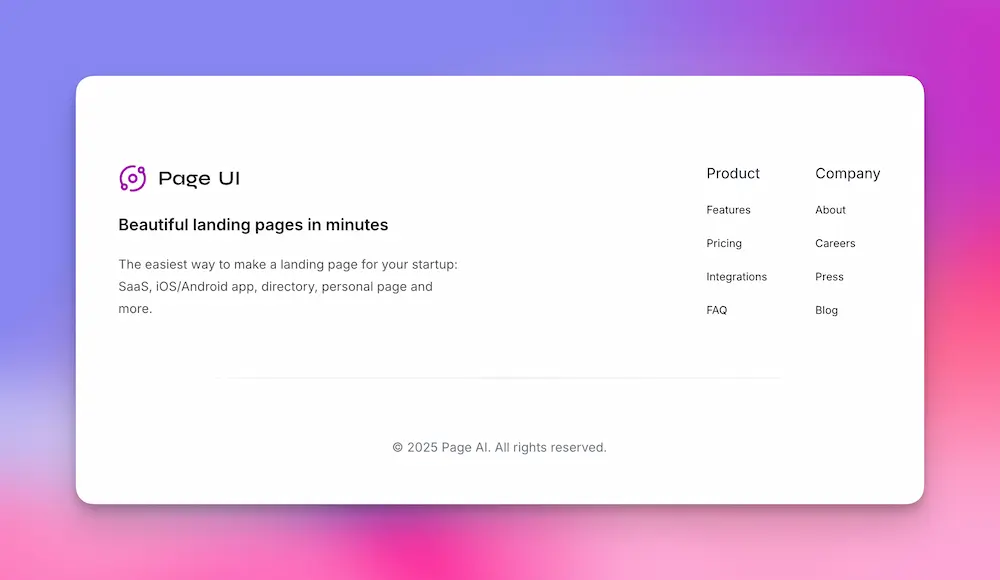 Page UI
Beautiful landing pages in minutes
The easiest way to make a landing page for your startup:
SaaS, iOS/Android app, directory, personal page and
more.
Product
Features
Pricing
Integrations
FAQ
Company
About
Careers
Press
Blog
© 2025 Page AI. All rights reserved.